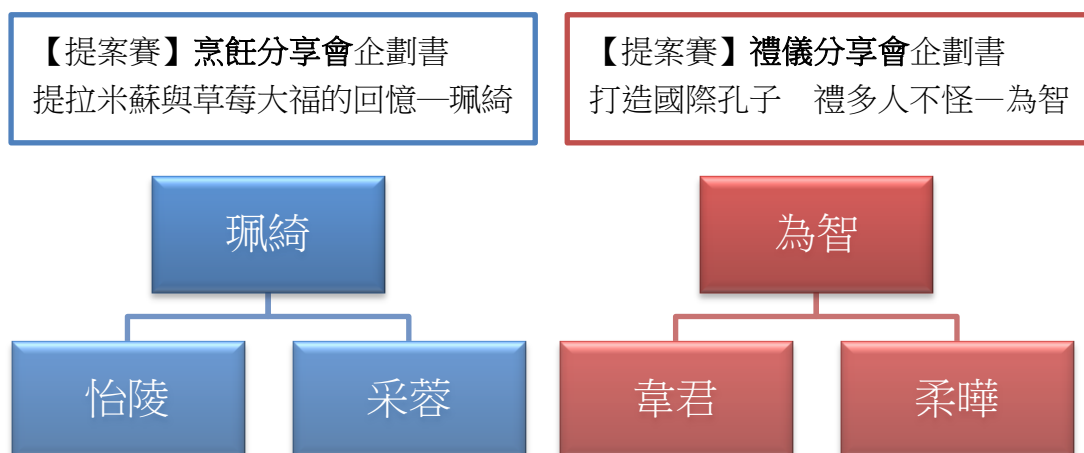 【提案賽】烹飪分享會企劃書
提拉米蘇與草莓大福的回憶—珮綺
【提案賽】禮儀分享會企劃書
打造國際孔子　禮多人不怪—為智
珮綺
為智
怡陵
采蓉
韋君
柔曄